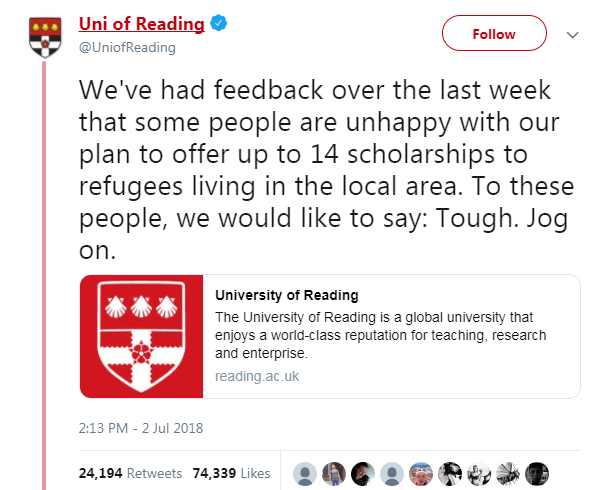 Uni of Reading
@UniofReading
Follow
We've had feedback over the last week
that some people are unhappy with our
plan to offer up to 14 scholarships to
refugees living in the local area. To these
people, we would like to say: Tough. Jog
on.
University of Reading
The University of Reading is a global university that
enjoys a world-class reputation for teaching, research
and enterprise.
reading.ac.uk
2:13 PM - 2 Jul 2018
24,194 Retweets 74,339 Likes